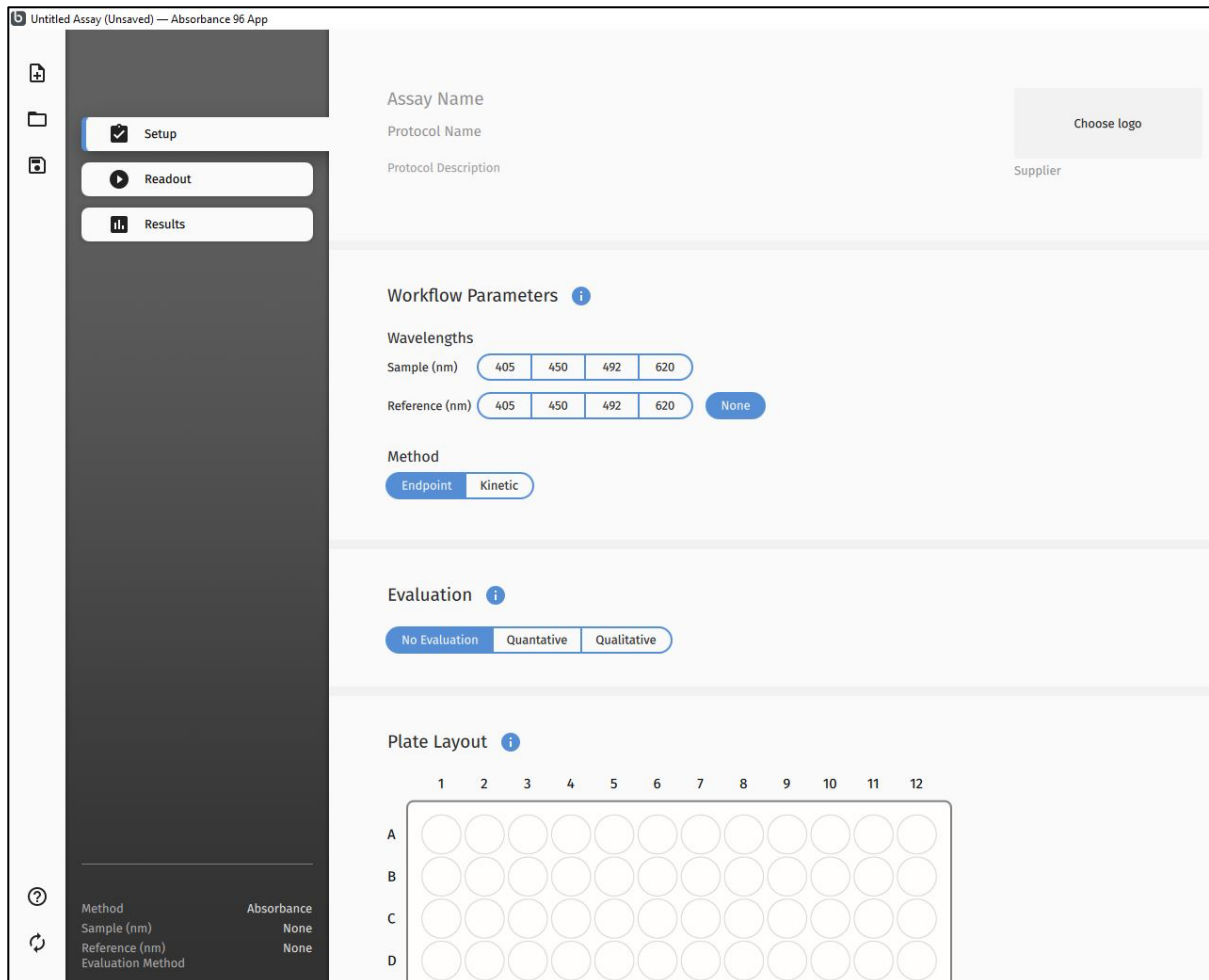 Untitled Assay (Unsaved) — Absorbance 96 App
Setup
Readout
Results
Method Absorbance
Sample (nm) None
Reference (nm) None
Evaluation Method
Assay Name
Protocol Name
Protocol Description
Choose logo
Supplier
Workflow Parameters
Wavelengths
Sample (nm) 405 450 492 620
Reference (nm) 405 450 492 620 None
Method
Endpoint Kinetic
Evaluation
No Evaluation Quantative Qualitative
Plate Layout
1 2 3 4 5 6 7 8 9 10 11 12
A
B
C
D